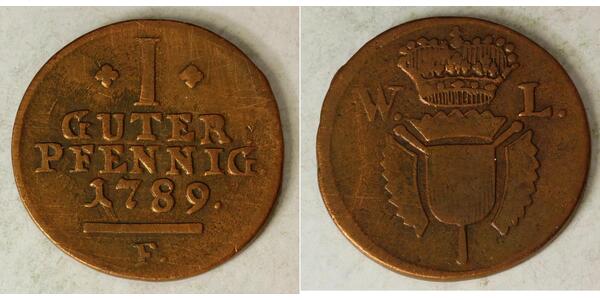 I
GUTER
PFENNIG
1789.
F.
W. L.